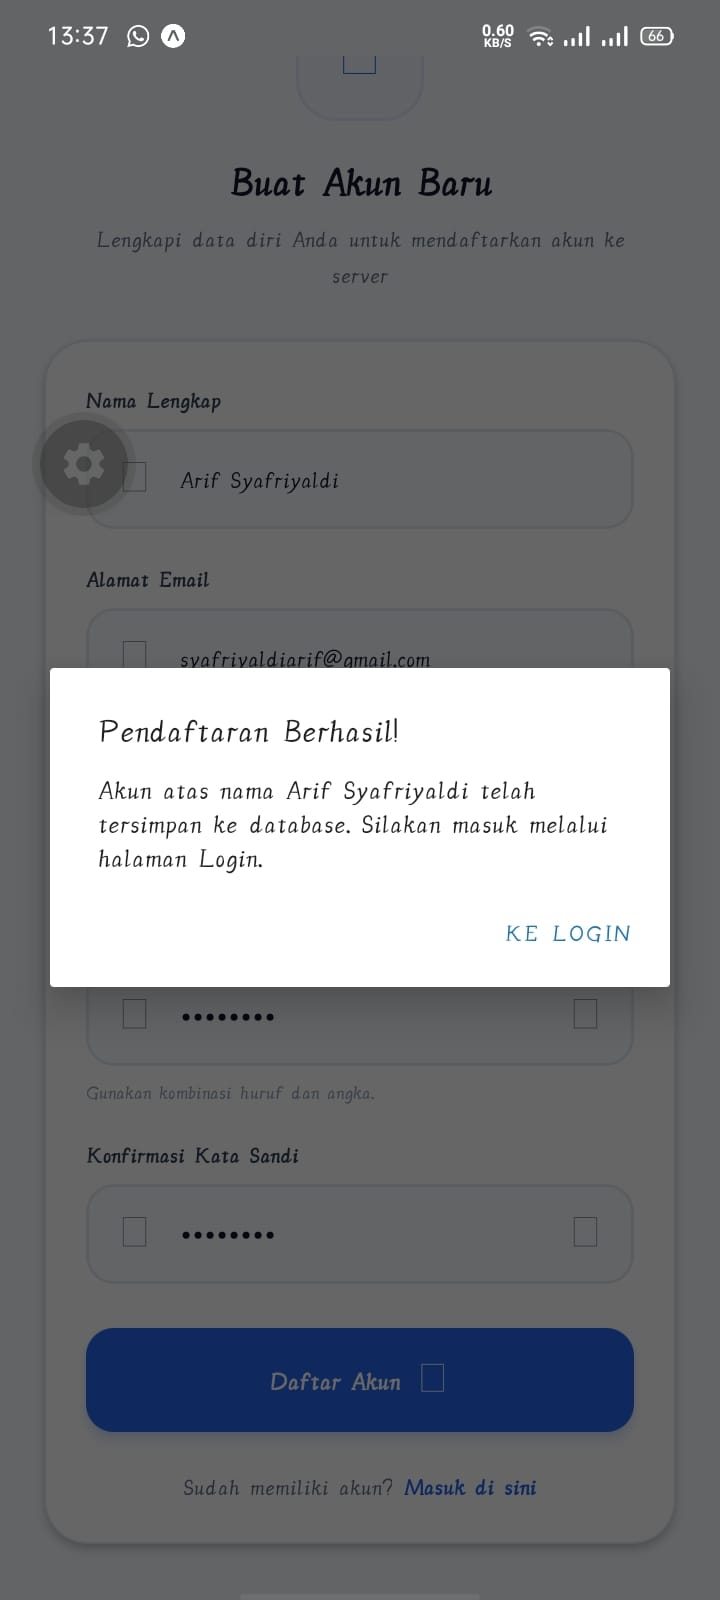 13:37
0.60
KB/S
66
Buat Akun Baru
Lengkapi data diri Anda untuk mendaftarkan akun ke
server
Nama Lengkap
Arif Syafriyaldi
Alamat Email
syafriyaldiarif@gmail.com
Pendaftaran Berhasil!
Akun atas nama Arif Syafriyaldi telah
tersimpan ke database. Silakan masuk melalui
halaman Login.
KE LOGIN
••••••••
Gunakan kombinasi huruf dan angka.
Konfirmasi Kata Sandi
••••••••
Daftar Akun
Sudah memiliki akun? Masuk di sini